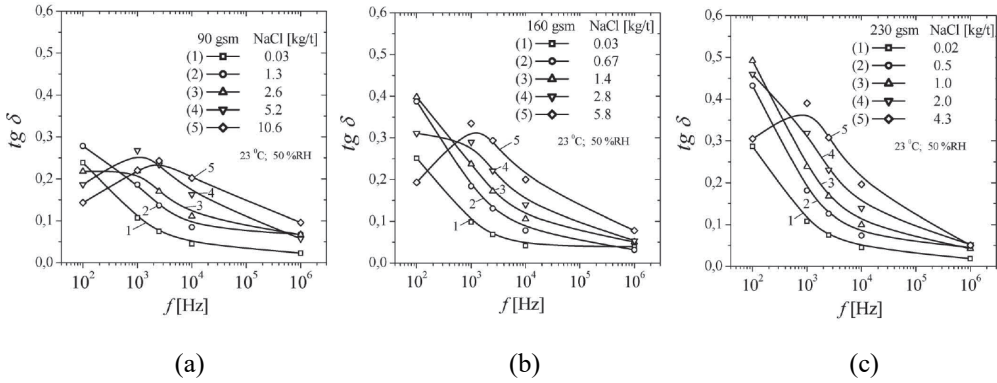 90 gsm NaCl [kg/t]
(1) 0.03
(2) 1.3
(3) 2.6
(4) 5.2
(5) 10.6
23 ⁰C; 50 %RH
tg δ
0,6
0,5
0,4
0,3
0,2
0,1
0,0
1
2
3
4
5
10² 10³ 10⁴ 10⁵ 10⁶
f [Hz]
(a)
160 gsm NaCl [kg/t]
(1) 0.03
(2) 0.67
(3) 1.4
(4) 2.8
(5) 5.8
23 ⁰C; 50 %RH
tg δ
0,6
0,5
0,4
0,3
0,2
0,1
0,0
1
2
3
4
5
10² 10³ 10⁴ 10⁵ 10⁶
f [Hz]
(b)
230 gsm NaCl [kg/t]
(1) 0.02
(2) 0.5
(3) 1.0
(4) 2.0
(5) 4.3
23 ⁰C; 50 %RH
tg δ
0,6
0,5
0,4
0,3
0,2
0,1
0,0
1
2
3
4
5
10² 10³ 10⁴ 10⁵ 10⁶
f [Hz]
(c)